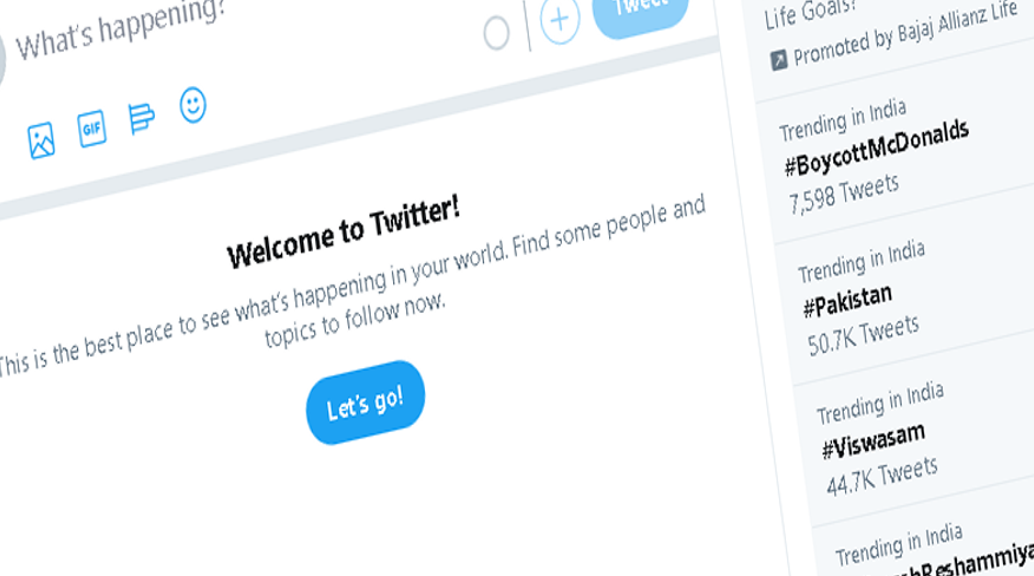 What's happening?
GIF
Tweet
Welcome to Twitter!
This is the best place to see what's happening in your world. Find some people and
topics to follow now.
Let's go!
Life Goals?
Promoted by Bajaj Allianz Life
Trending in India
#BoycottMcDonalds
7,598 Tweets
Trending in India
#Pakistan
50.7K Tweets
Trending in India
#Viswasam
44.7K Tweets
Trending in India